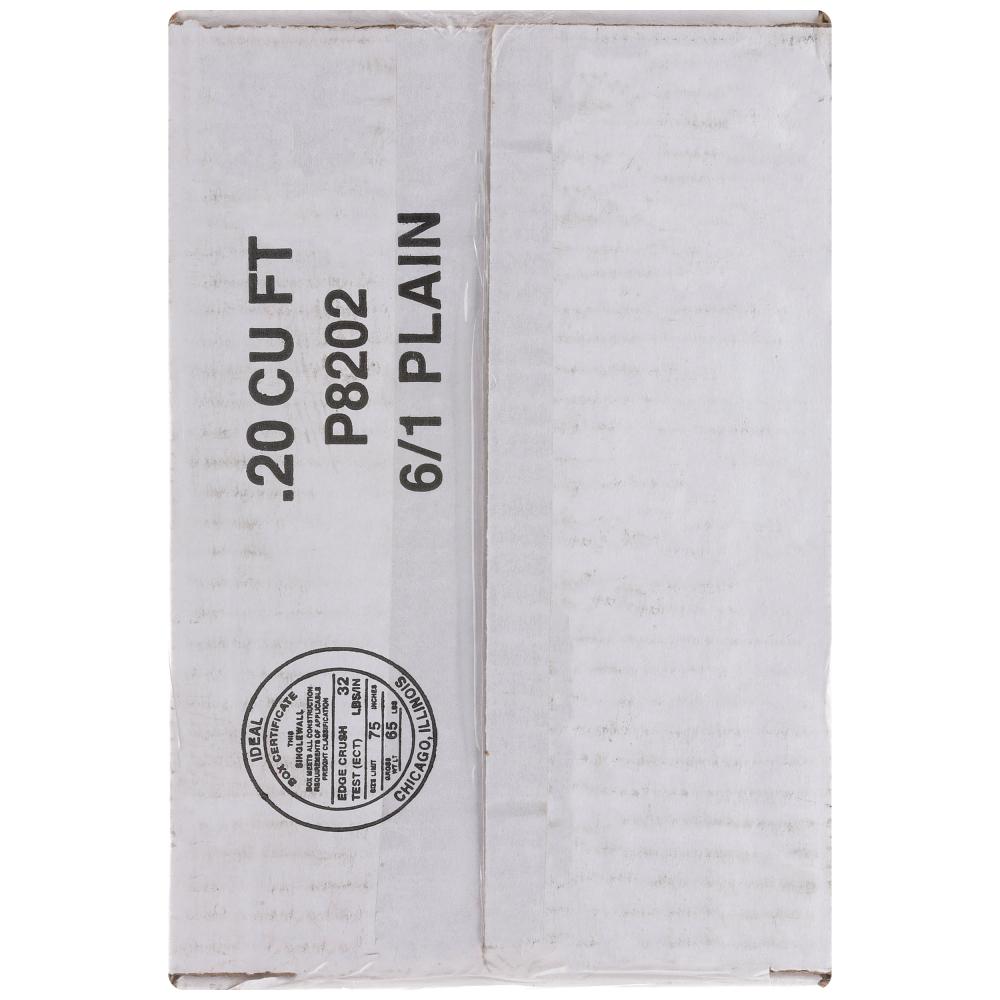 .20 CU FT
P8202
6/1 PLAIN
IDEAL
BOX CERTIFICATE
THIS
SINGLEWALL
BOX MEETS ALL CONSTRUCTION
REQUIREMENTS OF APPLICABLE
FREIGHT CLASSIFICATION
EDGE CRUSH 32
TEST (ECT) LBS/IN
SIZE LIMIT 75 INCHES
GROSS
WT LT 65 LBS
CHICAGO, ILLINOIS